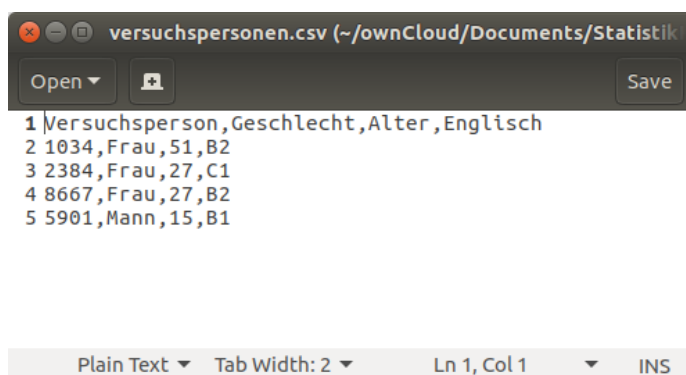 versuchspersonen.csv (~/ownCloud/Documents/Statistik
Open Save
1 Versuchsperson,Geschlecht,Alter,Englisch
2 1034,Frau,51,B2
3 2384,Frau,27,C1
4 8667,Frau,27,B2
5 5901,Mann,15,B1
Plain Text Tab Width: 2 Ln 1, Col 1 INS